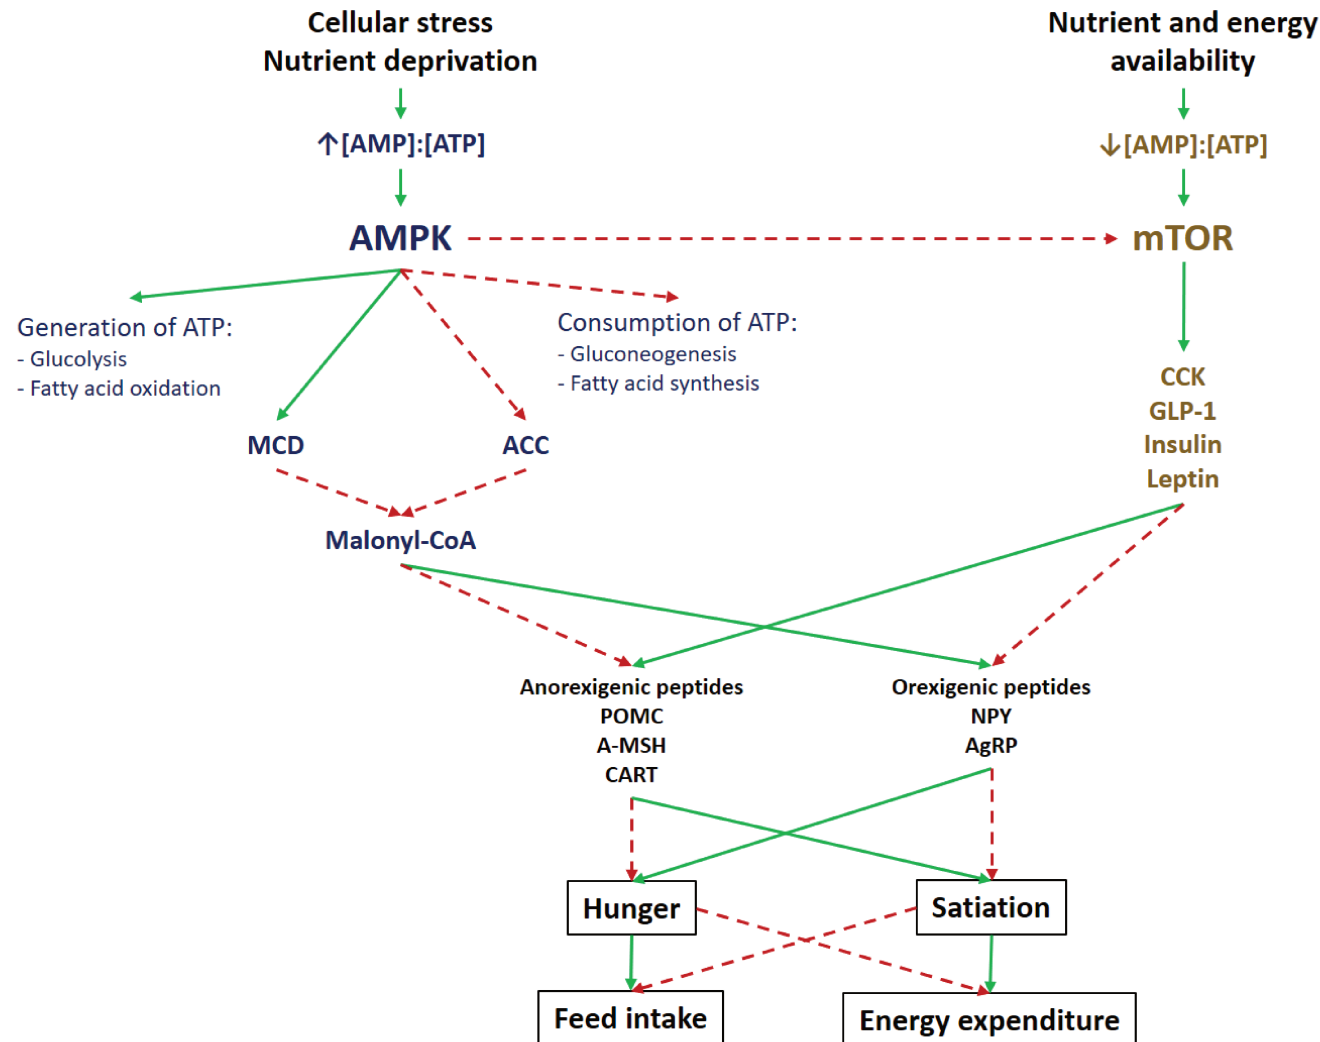 Cellular stress
Nutrient deprivation
Nutrient and energy
availability
↑[AMP]:[ATP]
↓[AMP]:[ATP]
AMPK
mTOR
Generation of ATP:
- Glucolysis
- Fatty acid oxidation
Consumption of ATP:
- Gluconeogenesis
- Fatty acid synthesis
CCK
GLP-1
Insulin
Leptin
MCD
ACC
Malonyl-CoA
Anorexigenic peptides
POMC
A-MSH
CART
Orexigenic peptides
NPY
AgRP
Hunger
Satiation
Feed intake
Energy expenditure